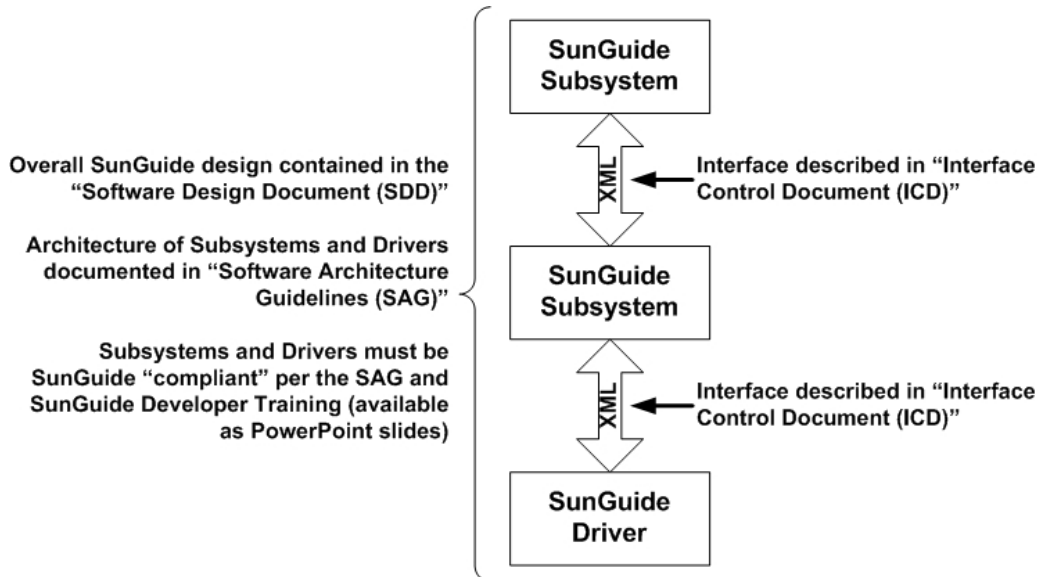 SunGuide
Subsystem
Overall SunGuide design contained in the
“Software Design Document (SDD)”
Architecture of Subsystems and Drivers
documented in “Software Architecture
Guidelines (SAG)”
Subsystems and Drivers must be
SunGuide “compliant” per the SAG and
SunGuide Developer Training (available
as PowerPoint slides)
XML
Interface described in “Interface
Control Document (ICD)”
SunGuide
Subsystem
XML
Interface described in “Interface
Control Document (ICD)”
SunGuide
Driver